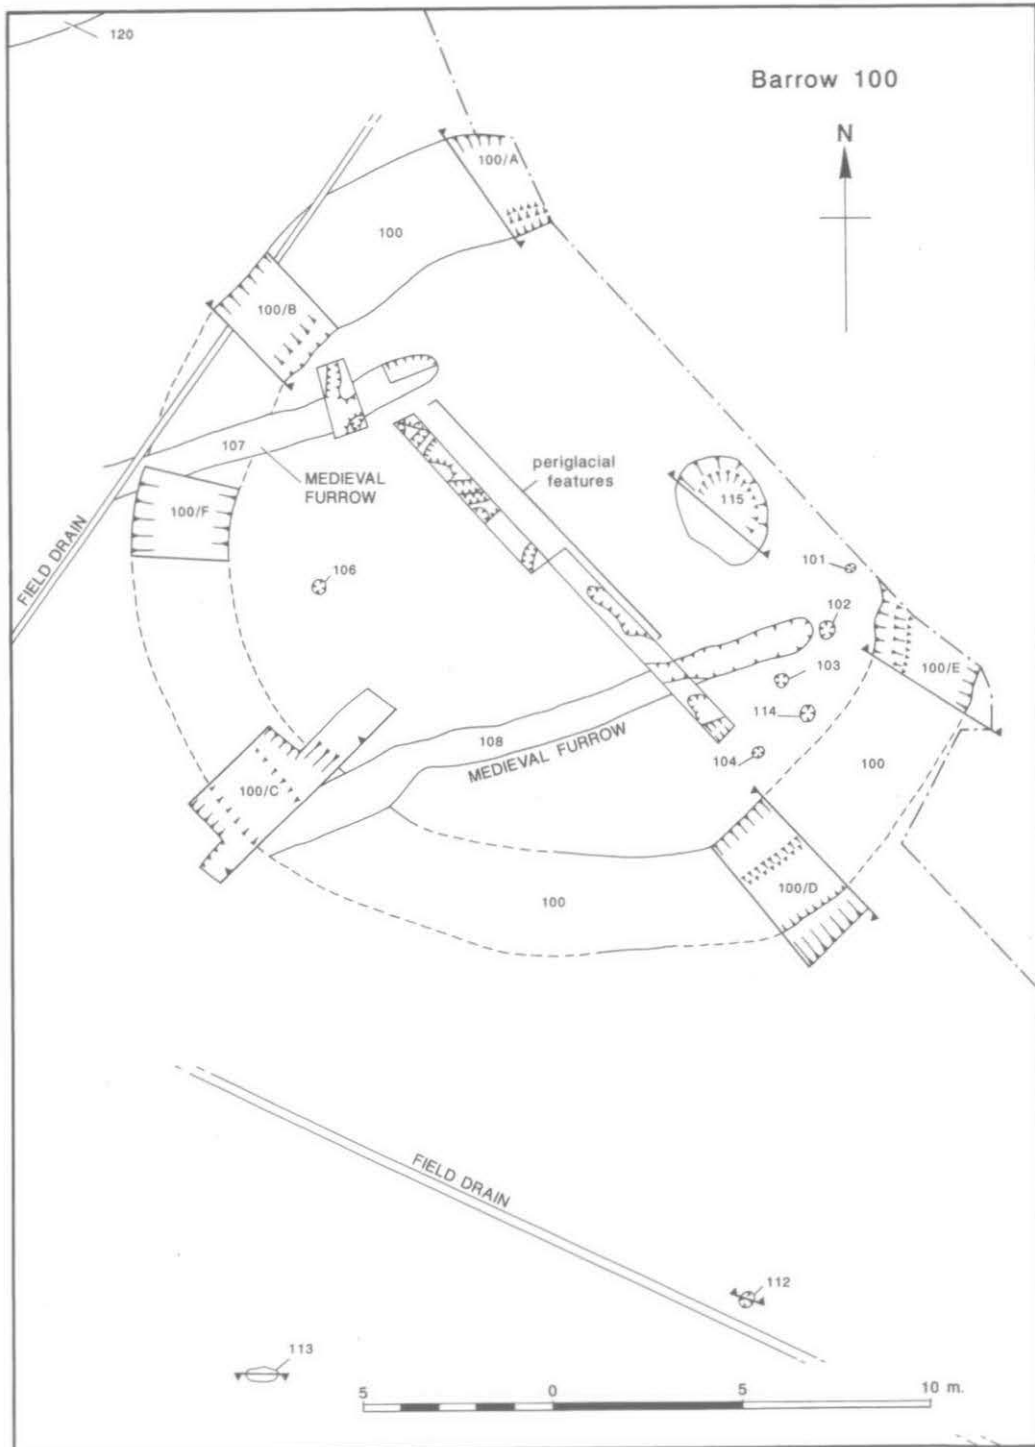 120
Barrow 100
N
100/A
100
100/B
107
MEDIEVAL
FURROW
periglacial
features
115
100/F
FIELD DRAIN
106
101
102
103
100/E
114
108
MEDIEVAL FURROW
104
100/C
100
100/D
100
FIELD DRAIN
112
113
5 0 5 10 m.